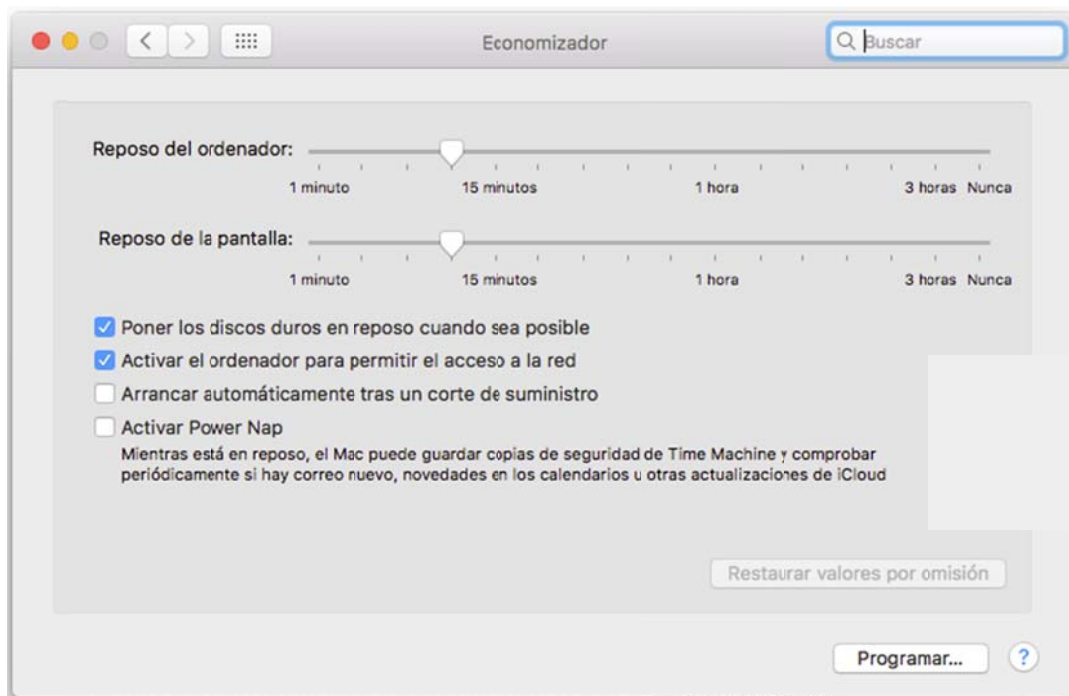 Economizador
Buscar
Reposo del ordenador:
1 minuto 15 minutos 1 hora 3 horas Nunca
Reposo de la pantalla:
1 minuto 15 minutos 1 hora 3 horas Nunca
Poner los discos duros en reposo cuando sea posible
Activar el ordenador para permitir el acceso a la red
Arrancar automáticamente tras un corte de suministro
Activar Power Nap
Mientras está en reposo, el Mac puede guardar copias de seguridad de Time Machine y comprobar
periódicamente si hay correo nuevo, novedades en los calendarios u otras actualizaciones de iCloud
Restaurar valores por omisión
Programar...
?